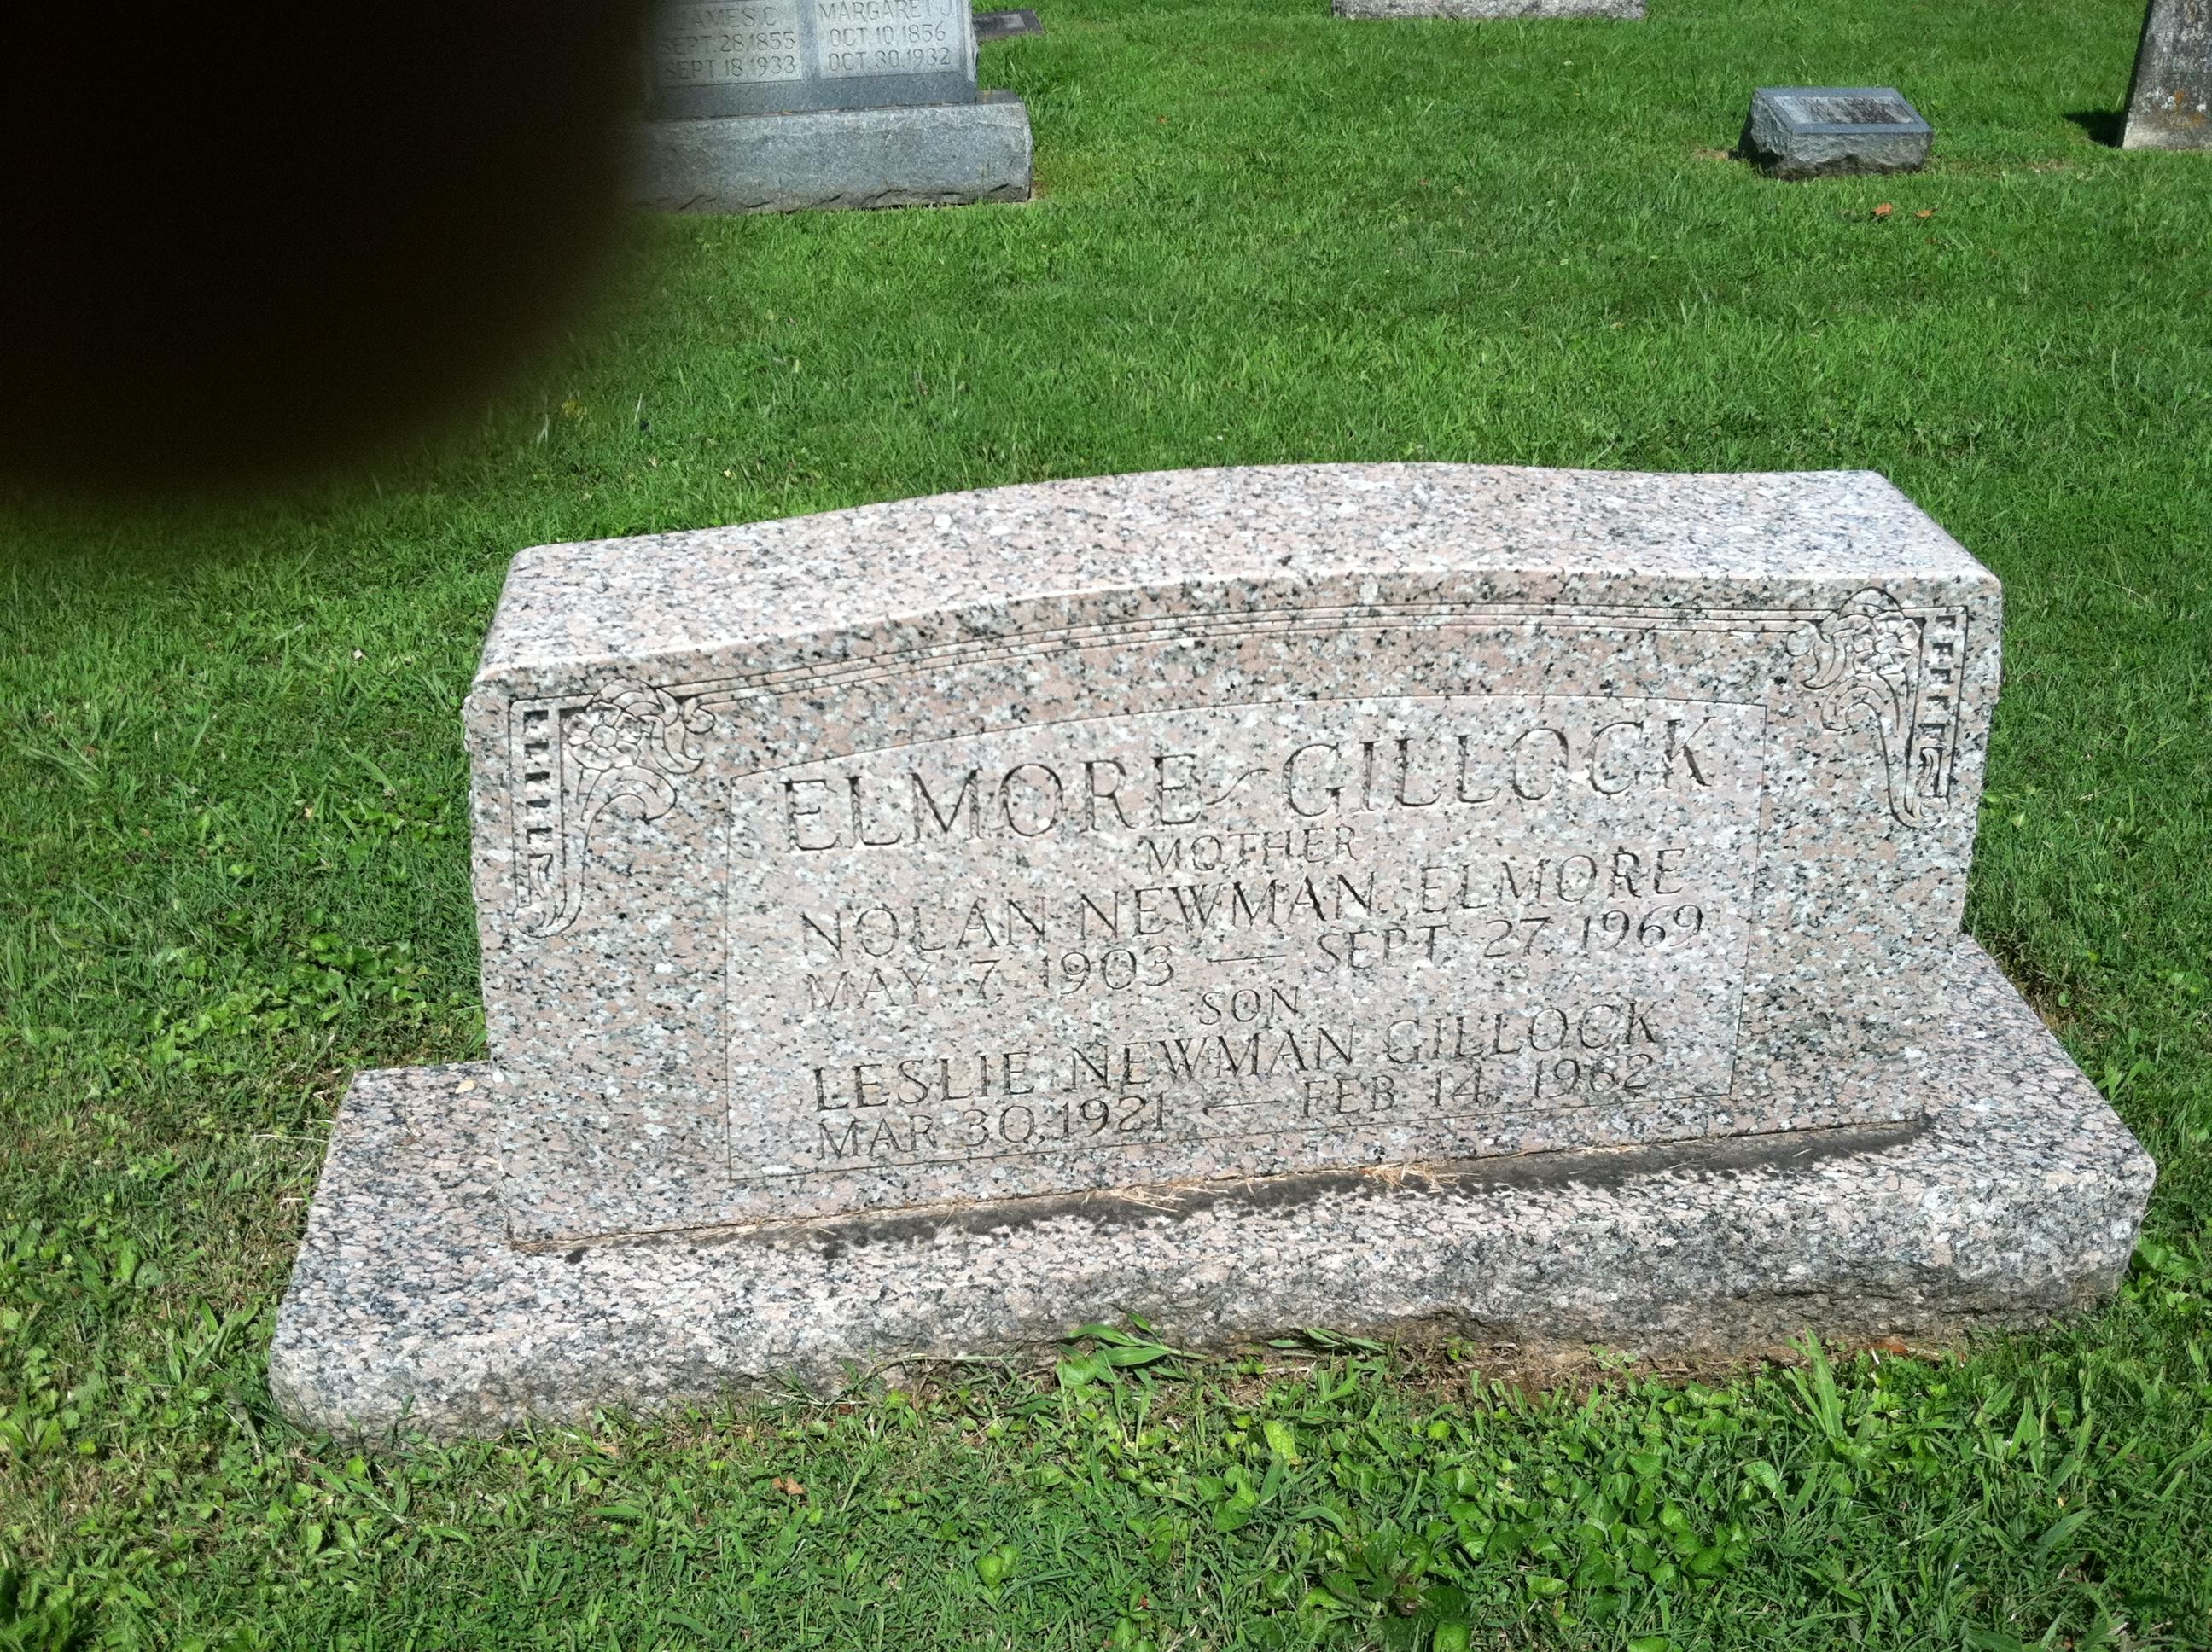 JAMES C
SEPT. 28, 1855
SEPT. 18, 1933
MARGARET J
OCT. 10, 1856
OCT. 30, 1932
ELMORE - GILLOCK
MOTHER
NOLAN NEWMAN ELMORE
MAY 7, 1903 — SEPT. 27, 1969
SON
LESLIE NEWMAN GILLOCK
MAR. 30, 1921 — FEB. 14, 1962